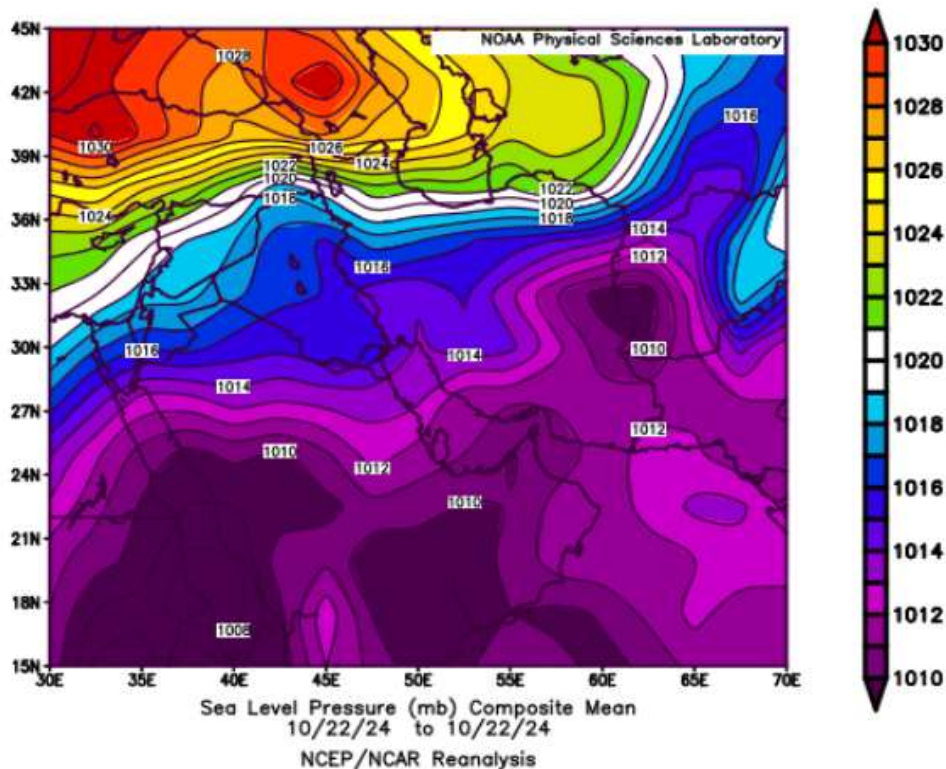 45N
NOAA Physical Sciences Laboratory
1030
1028
42N
1016
1028
1030
1026
39N
1024
1022
1026
1020
1022
1018
1024
1020
36N
1018
1014
1024
1012
33N
1016
1022
1016
1010
30N
1014
1020
1014
27N
1012
1018
1010
1012
24N
1010
1016
21N
1014
18N
1008
1012
15N
1010
30E 35E 40E 45E 50E 55E 60E 65E 70E
Sea Level Pressure (mb) Composite Mean
10/22/24 to 10/22/24
NCEP/NCAR Reanalysis